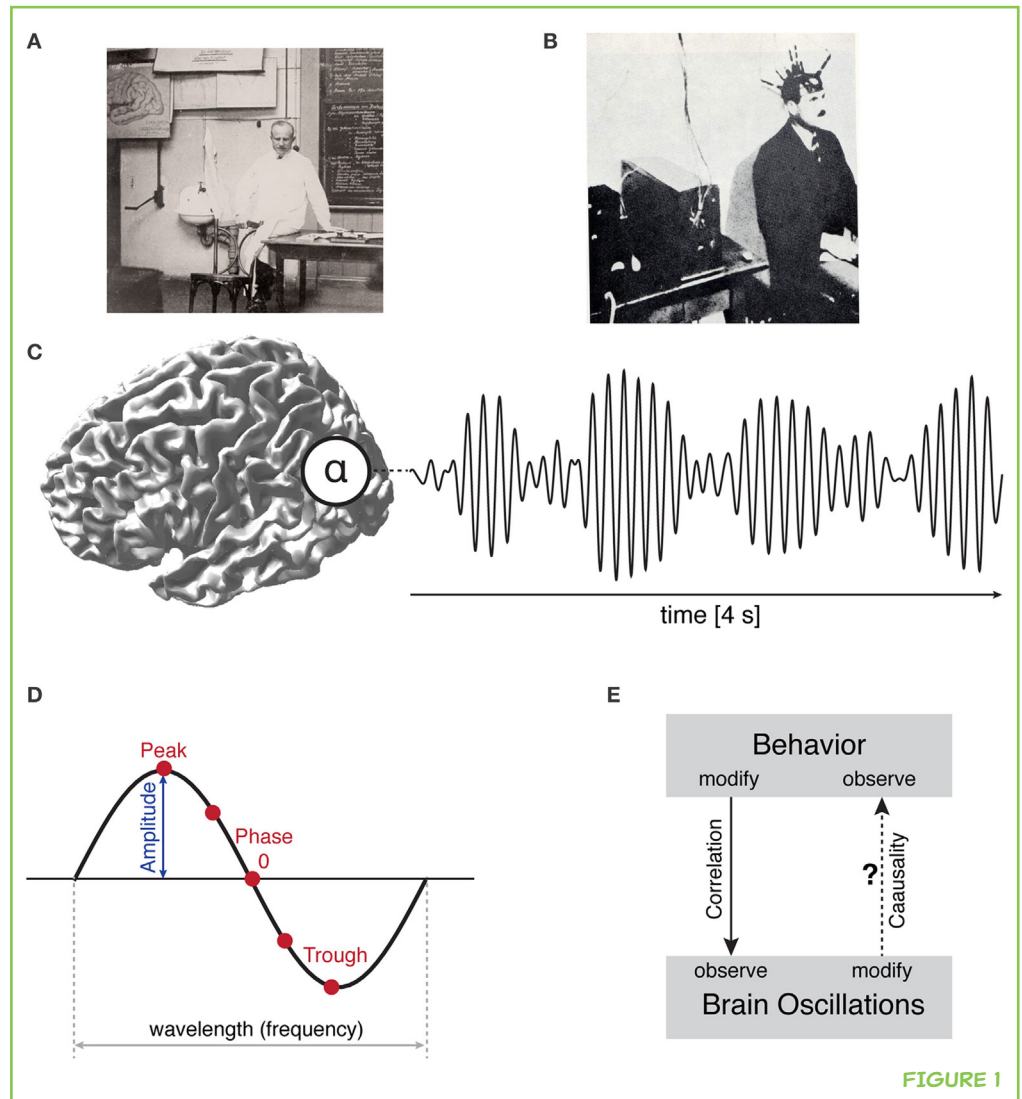 A
B
C
α
time [4 s]
D
E
Peak
Amplitude
Phase
0
Trough
wavelength (frequency)
Behavior
modify observe
Correlation
?
Caausality
observe modify
Brain Oscillations
FIGURE 1